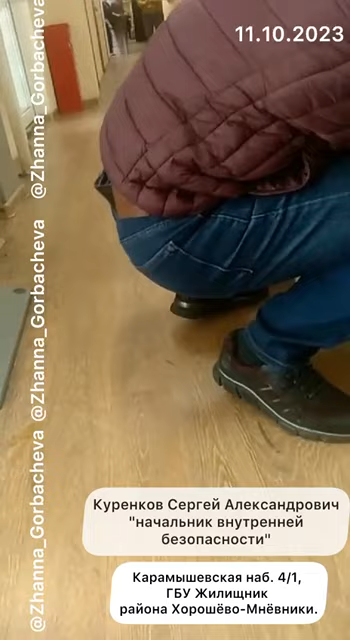 11.10.2023
@Zhanna_Gorbacheva
@Zhanna_Gorbacheva
@Zhanna_Gorbacheva
@Zhanna_Gorbacheva
Куренков Сергей Александрович
"начальник внутренней
безопасности"
Карамышевская наб. 4/1,
ГБУ Жилищник
района Хорошёво-Мнёвники.